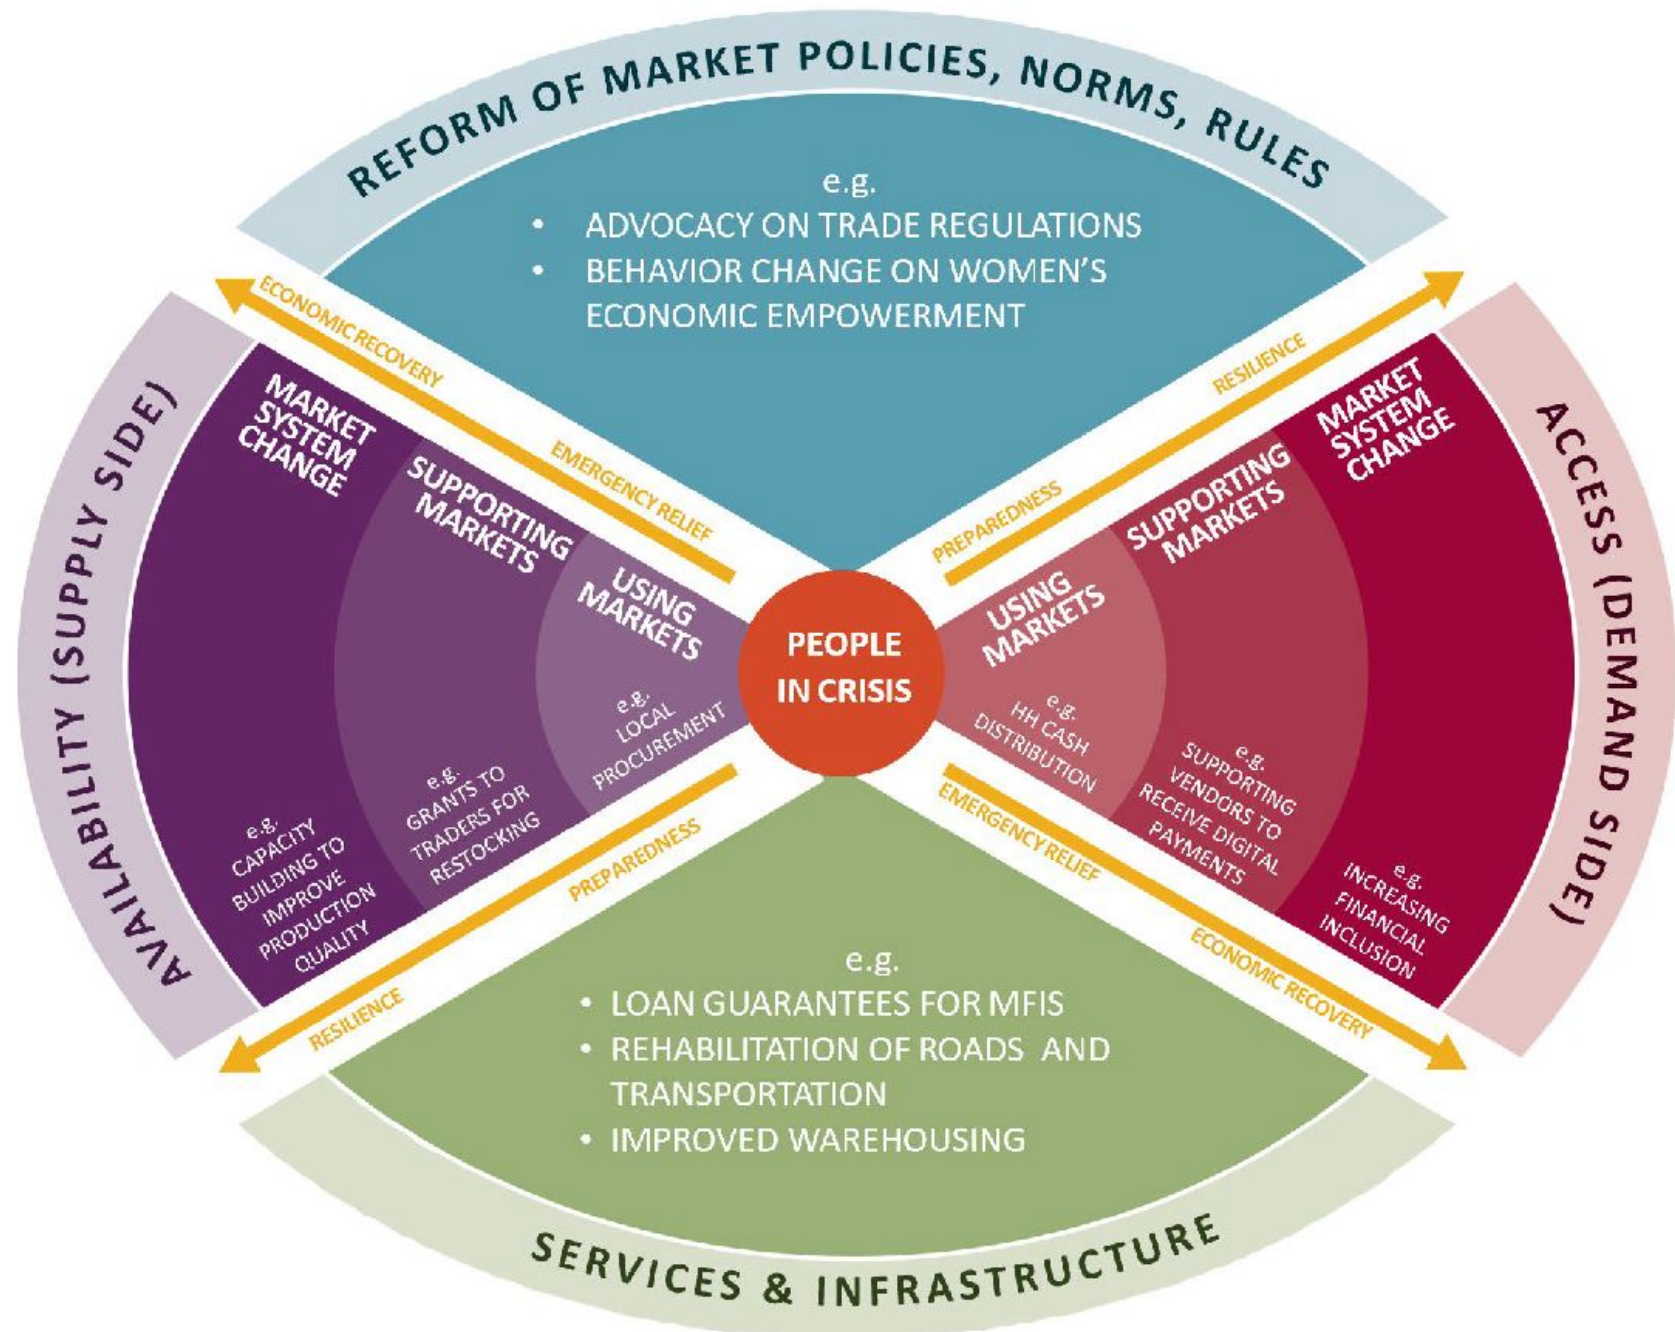 REFORM OF MARKET POLICIES, NORMS, RULES
e.g.
• ADVOCACY ON TRADE REGULATIONS
• BEHAVIOR CHANGE ON WOMEN'S
ECONOMIC EMPOWERMENT
ECONOMIC RECOVERY
EMERGENCY RELIEF
PREPAREDNESS
RESILIENCE
AVAILABILITY (SUPPLY SIDE)
MARKET
SYSTEM
CHANGE
e.g.
CAPACITY
BUILDING TO
IMPROVE
PRODUCTION
QUALITY
SUPPORTING
MARKETS
e.g.
GRANTS TO
TRADERS FOR
RESTOCKING
USING
MARKETS
e.g.
LOCAL
PROCUREMENT
PEOPLE
IN CRISIS
USING
MARKETS
e.g.
HH CASH
DISTRIBUTION
SUPPORTING
MARKETS
e.g.
SUPPORTING
VENDORS TO
RECEIVE DIGITAL
PAYMENTS
MARKET
SYSTEM
CHANGE
e.g.
INCREASING
FINANCIAL
INCLUSION
ACCESS (DEMAND SIDE)
RESILIENCE
PREPAREDNESS
EMERGENCY RELIEF
ECONOMIC RECOVERY
e.g.
• LOAN GUARANTEES FOR MFIS
• REHABILITATION OF ROADS AND
TRANSPORTATION
• IMPROVED WAREHOUSING
SERVICES & INFRASTRUCTURE